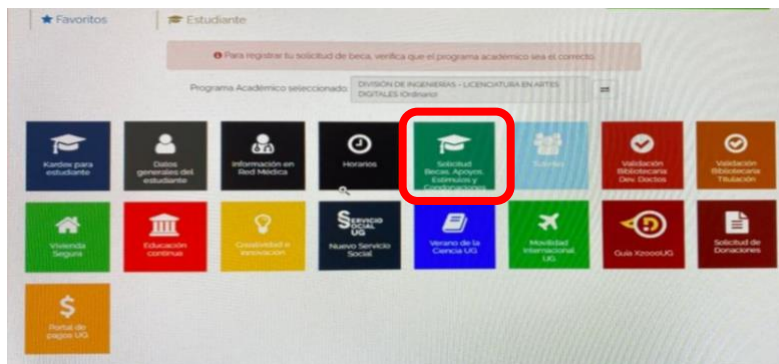 Favoritos
Estudiante
Para registrar tu solicitud de beca, verifica que el programa académico sea el correcto.
Programa Académico seleccionado:
DIVISIÓN DE INGENIERÍAS - LICENCIATURA EN ARTES
DIGITALES (Ordinario)
Kardex para
estudiante
Datos
generales del
estudiante
Información en
Red Médica
Horarios
Solicitud
Becas, Apoyos,
Estímulos y
Condonaciones
Tutorías
Validación
Bibliotecaria
Dev. Doctos
Validación
Bibliotecaria
Titulación
Vivienda
Segura
Educación
continua
Creatividad e
Innovación
SERVICIO
SOCIAL
UG
Nuevo Servicio
Social
Verano de la
Ciencia UG
Movilidad
Internacional
UG
Guía XzoooUG
Solicitud de
Donaciones
Portal de
pagos UG